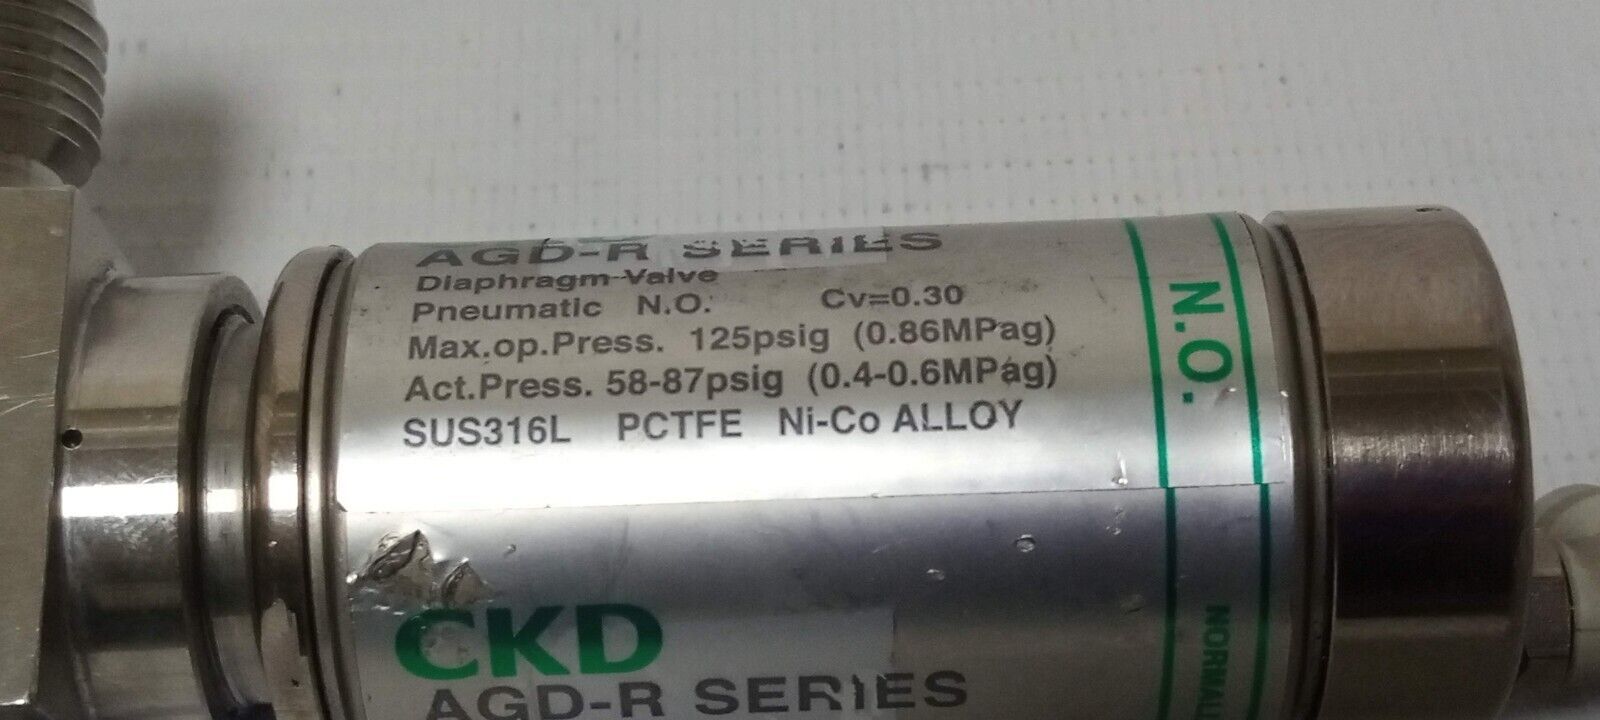 AGD-R SERIES
Diaphragm-Valve
Pneumatic N.O. Cv=0.30
Max.op.Press. 125psig (0.86MPag)
Act.Press. 58-87psig (0.4-0.6MPag)
SUS316L PCTFE Ni-Co ALLOY
N.O.
CKD
AGD-R SERIES